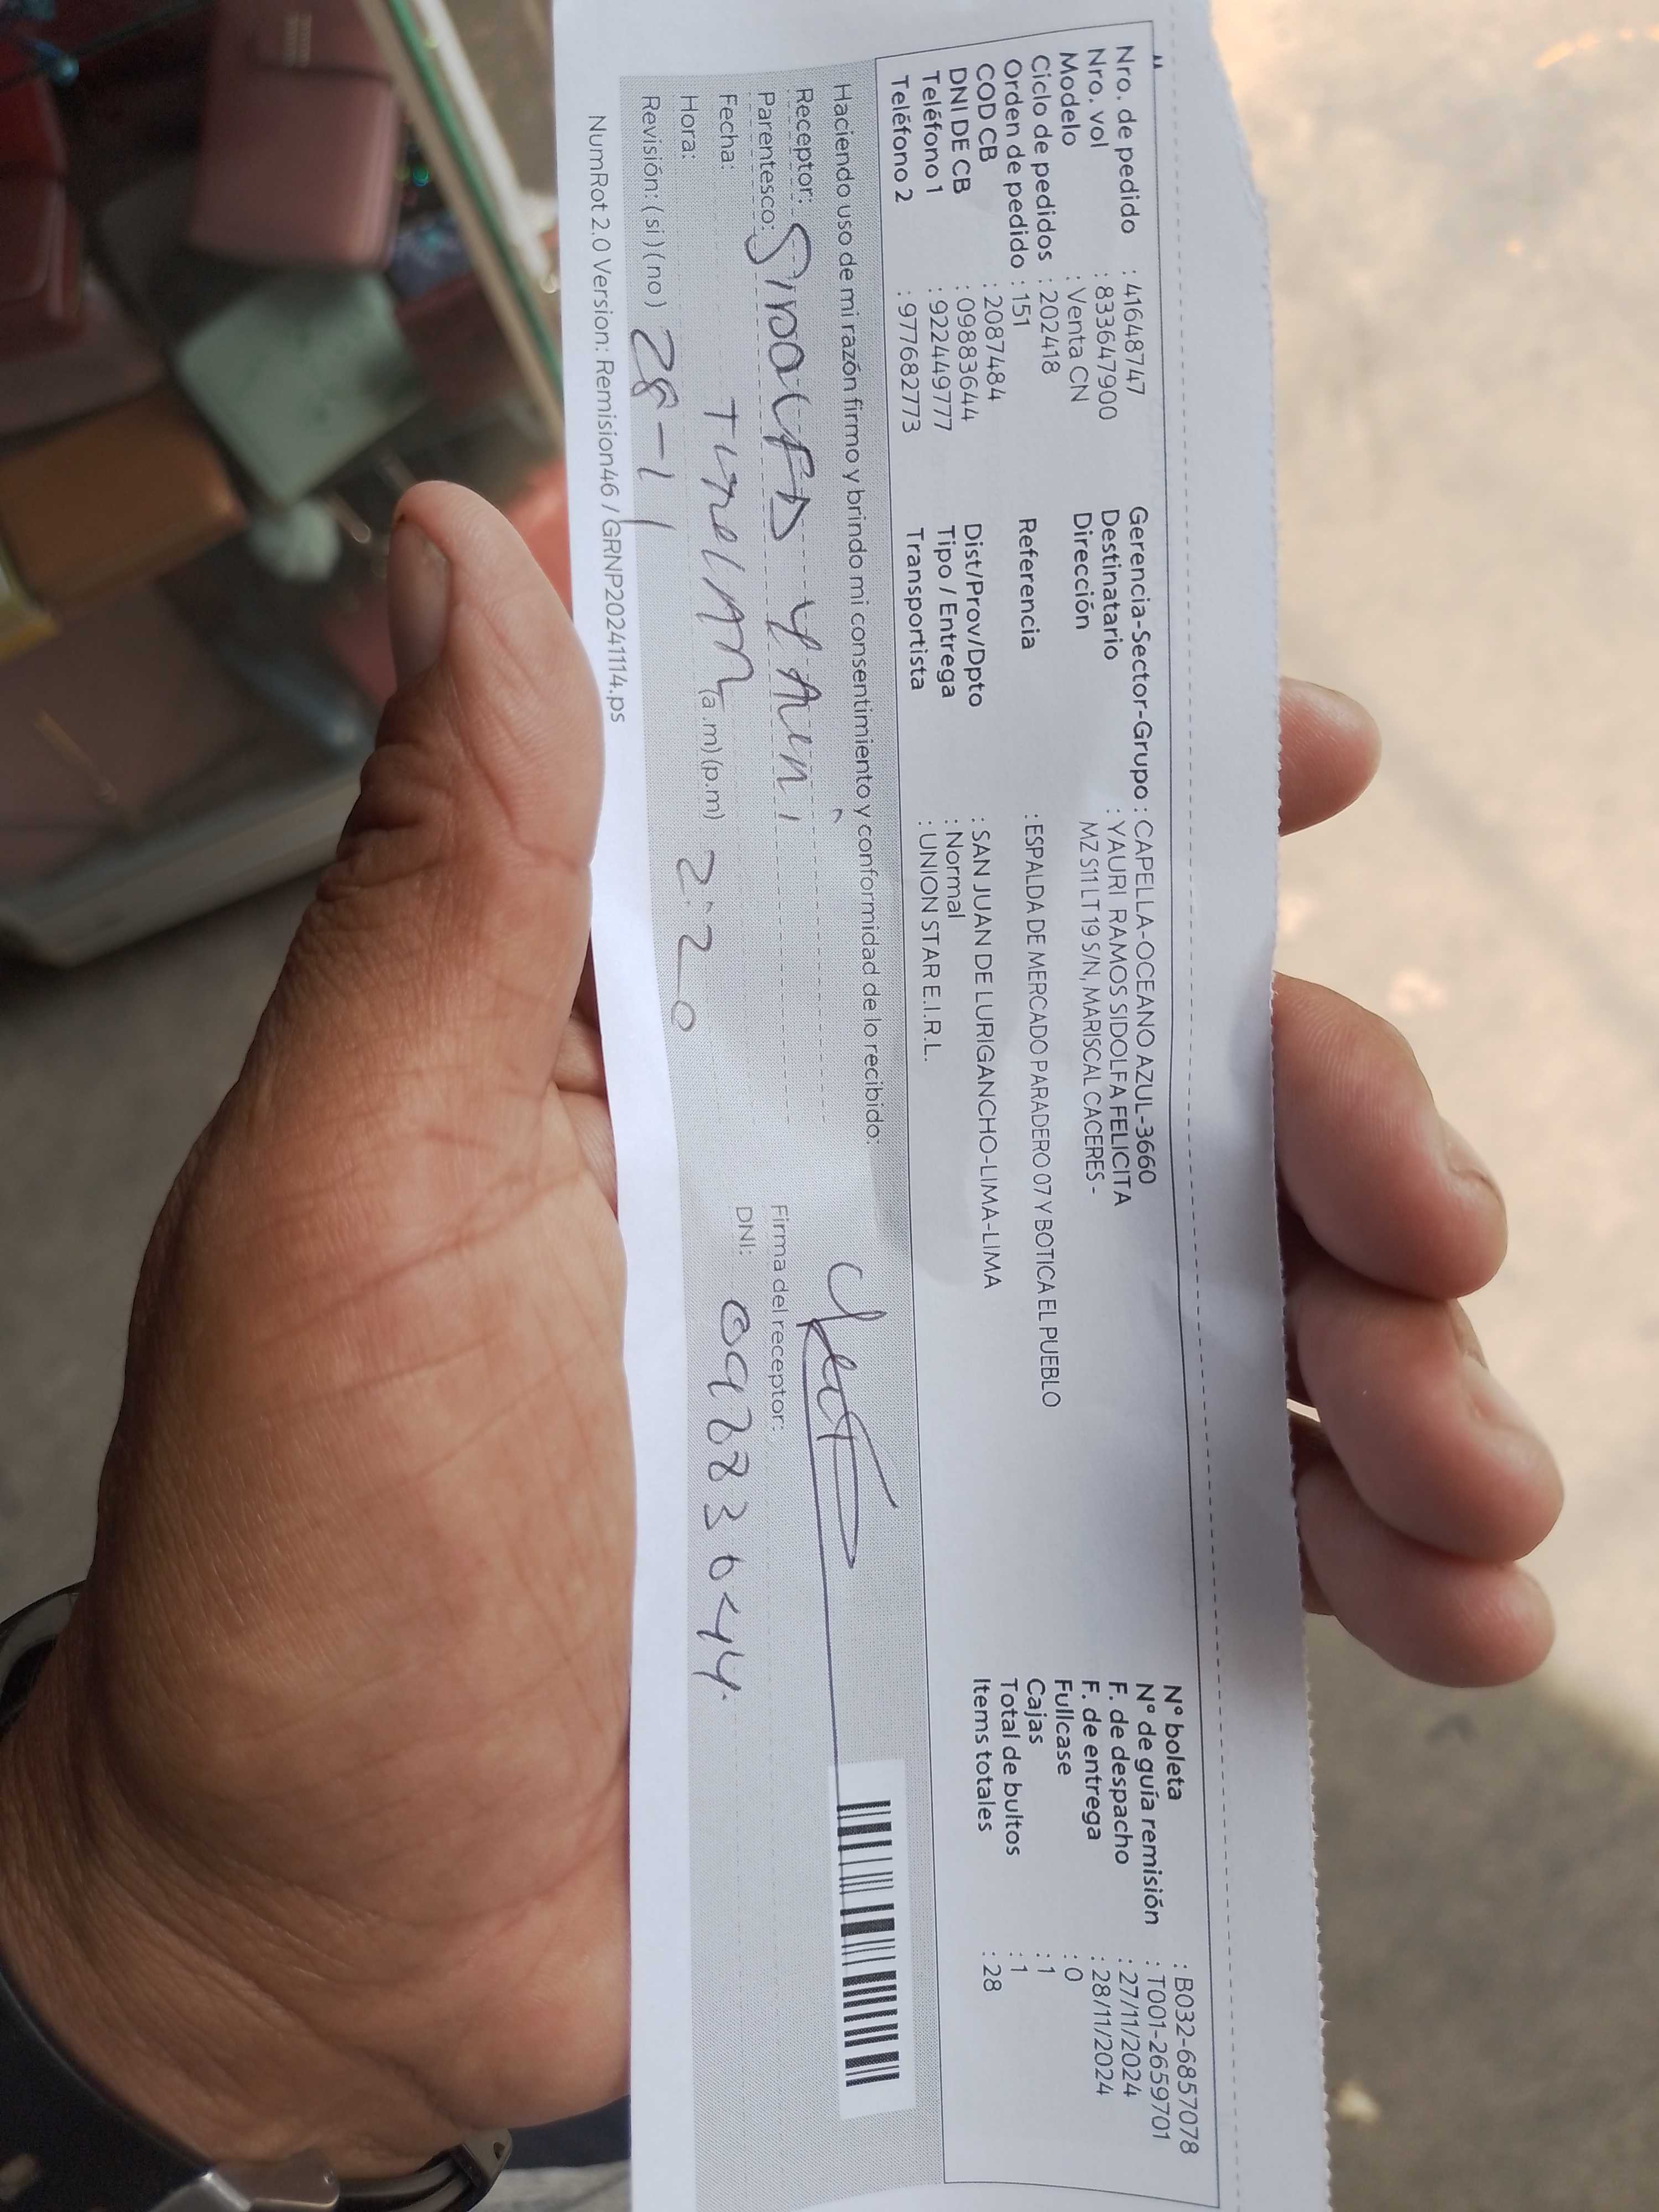 Nro. de pedido : 41648747
Nro. vol : 833647900
Modelo : Venta CN
Ciclo de pedidos : 202418
Orden de pedido : 151
COD CB : 2087484
DNI DE CB : 09883644
Teléfono 1 : 922449777
Teléfono 2 : 977682773
Gerencia-Sector-Grupo : CAPELLA-OCEANO AZUL-3660
Destinatario : YAURI RAMOS SIDOLFA FELICITA
Dirección MZ S11 LT 19 S/N, MARISCAL CACERES -
Referencia : ESPALDA DE MERCADO PARADERO 07 Y BOTICA EL PUEBLO
Dist/Prov/Dpto : SAN JUAN DE LURIGANCHO-LIMA-LIMA
Tipo / Entrega : Normal
Transportista : UNION STAR E.I.R.L.
N° boleta : B032-6857078
N° de guía remisión : T001-2659701
F. de despacho : 27/11/2024
F. de entrega : 28/11/2024
Fullcase : 0
Cajas : 1
Total de bultos : 1
Items totales : 28
Haciendo uso de mi razón firmo y brindo mi consentimiento y conformidad de lo recibido:
Receptor:
Parentesco:
Fecha:
Hora: (a.m) (p.m) 2:20
Revisión: ( si ) ( no ) 28-11
Firma del receptor:
DNI: 09883644
NumRot 2.0 Version: Remision46 / GRNP20241114.ps